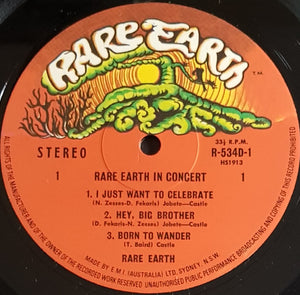 RARE EARTH
T.M.
33⅓ R.P.M.
STEREO
R-534D-1
HS1913
1
RARE EARTH IN CONCERT
1
1. I JUST WANT TO CELEBRATE
(N. Zesses-D. Fekaris) Jobete—Castle
2. HEY, BIG BROTHER
(D. Fekaris-N. Zesses) Jobete—Castle
3. BORN TO WANDER
(T. Baird) Castle
RARE EARTH
MADE BY E.M.I. (AUSTRALIA) LTD. SYDNEY, N.S.W.
ALL RIGHTS OF THE MANUFACTURER AND OF THE OWNER OF THE RECORDED WORK RESERVED UNAUTHORISED PUBLIC PERFORMANCE BROADCASTING AND COPYING OF THIS RECORD PROHIBITED